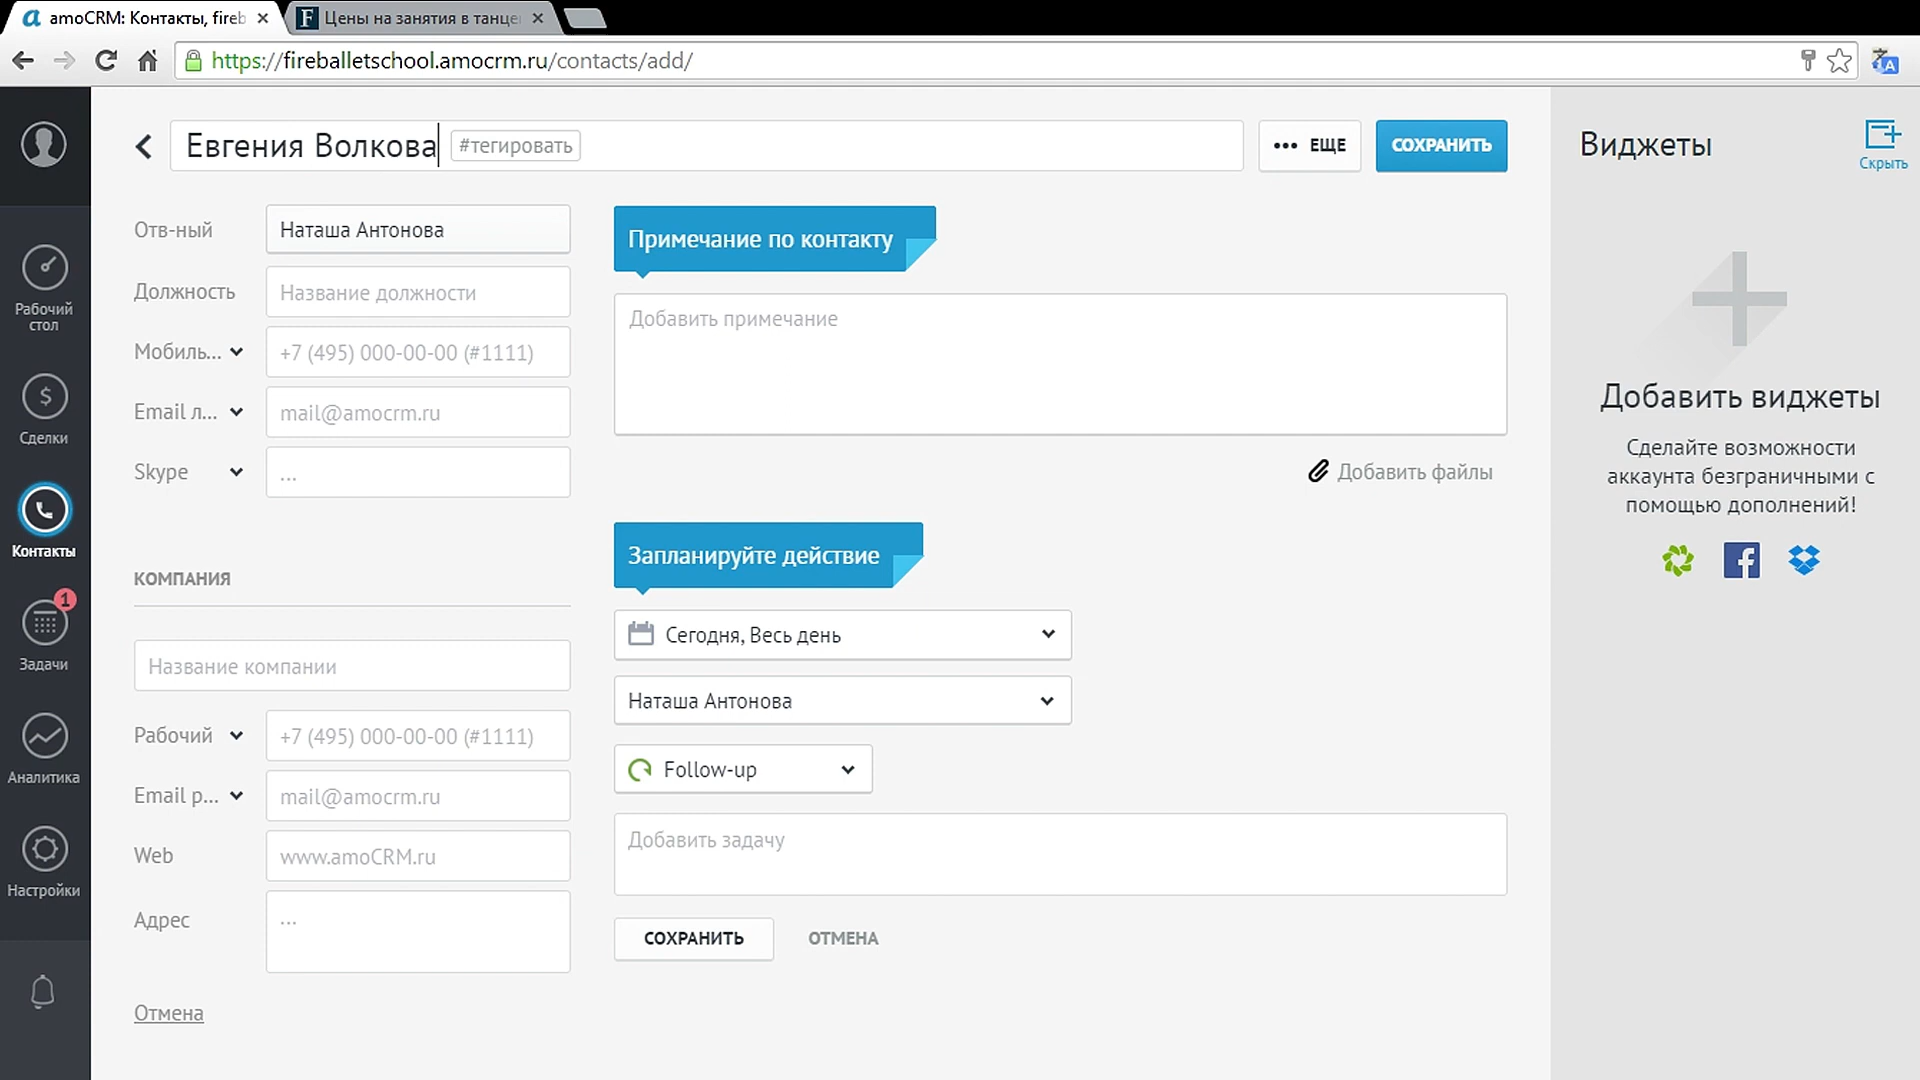 amoCRM: Контакты, fireb
Цены на занятия в танце
https://fireballetschool.amocrm.ru/contacts/add/
Евгения Волкова
#тегировать
••• ЕЩЕ
СОХРАНИТЬ
Виджеты
Скрыть
Рабочий
стол
Сделки
Контакты
1
Задачи
Аналитика
Настройки
Отв-ный
Наташа Антонова
Должность
Название должности
Мобиль...
+7 (495) 000-00-00 (#1111)
Email л...
mail@amocrm.ru
Skype
...
КОМПАНИЯ
Название компании
Рабочий
+7 (495) 000-00-00 (#1111)
Email р...
mail@amocrm.ru
Web
www.amoCRM.ru
Адрес
...
Отмена
Примечание по контакту
Добавить примечание
Добавить файлы
Запланируйте действие
Сегодня, Весь день
Наташа Антонова
Follow-up
Добавить задачу
СОХРАНИТЬ
ОТМЕНА
Добавить виджеты
Сделайте возможности
аккаунта безграничными с
помощью дополнений!